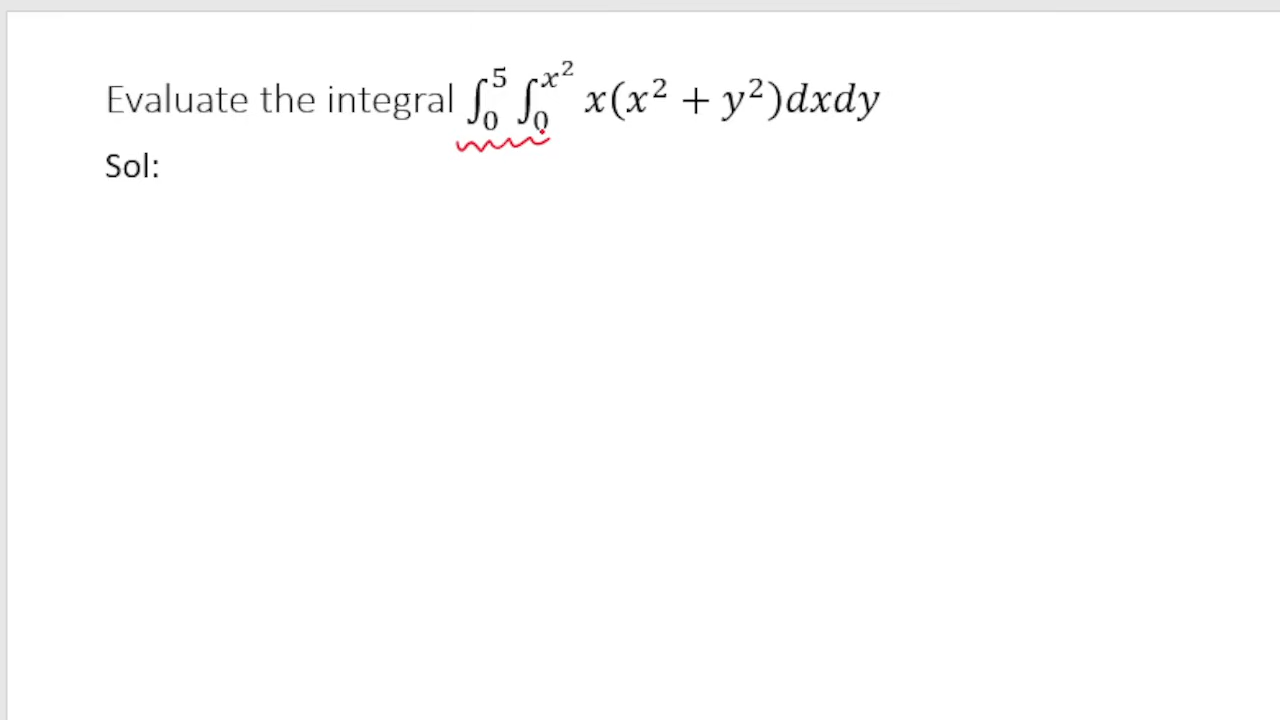 Evaluate the integral ∫₀⁵ ∫₀^{x²} x(x² + y²)dxdy
Sol: